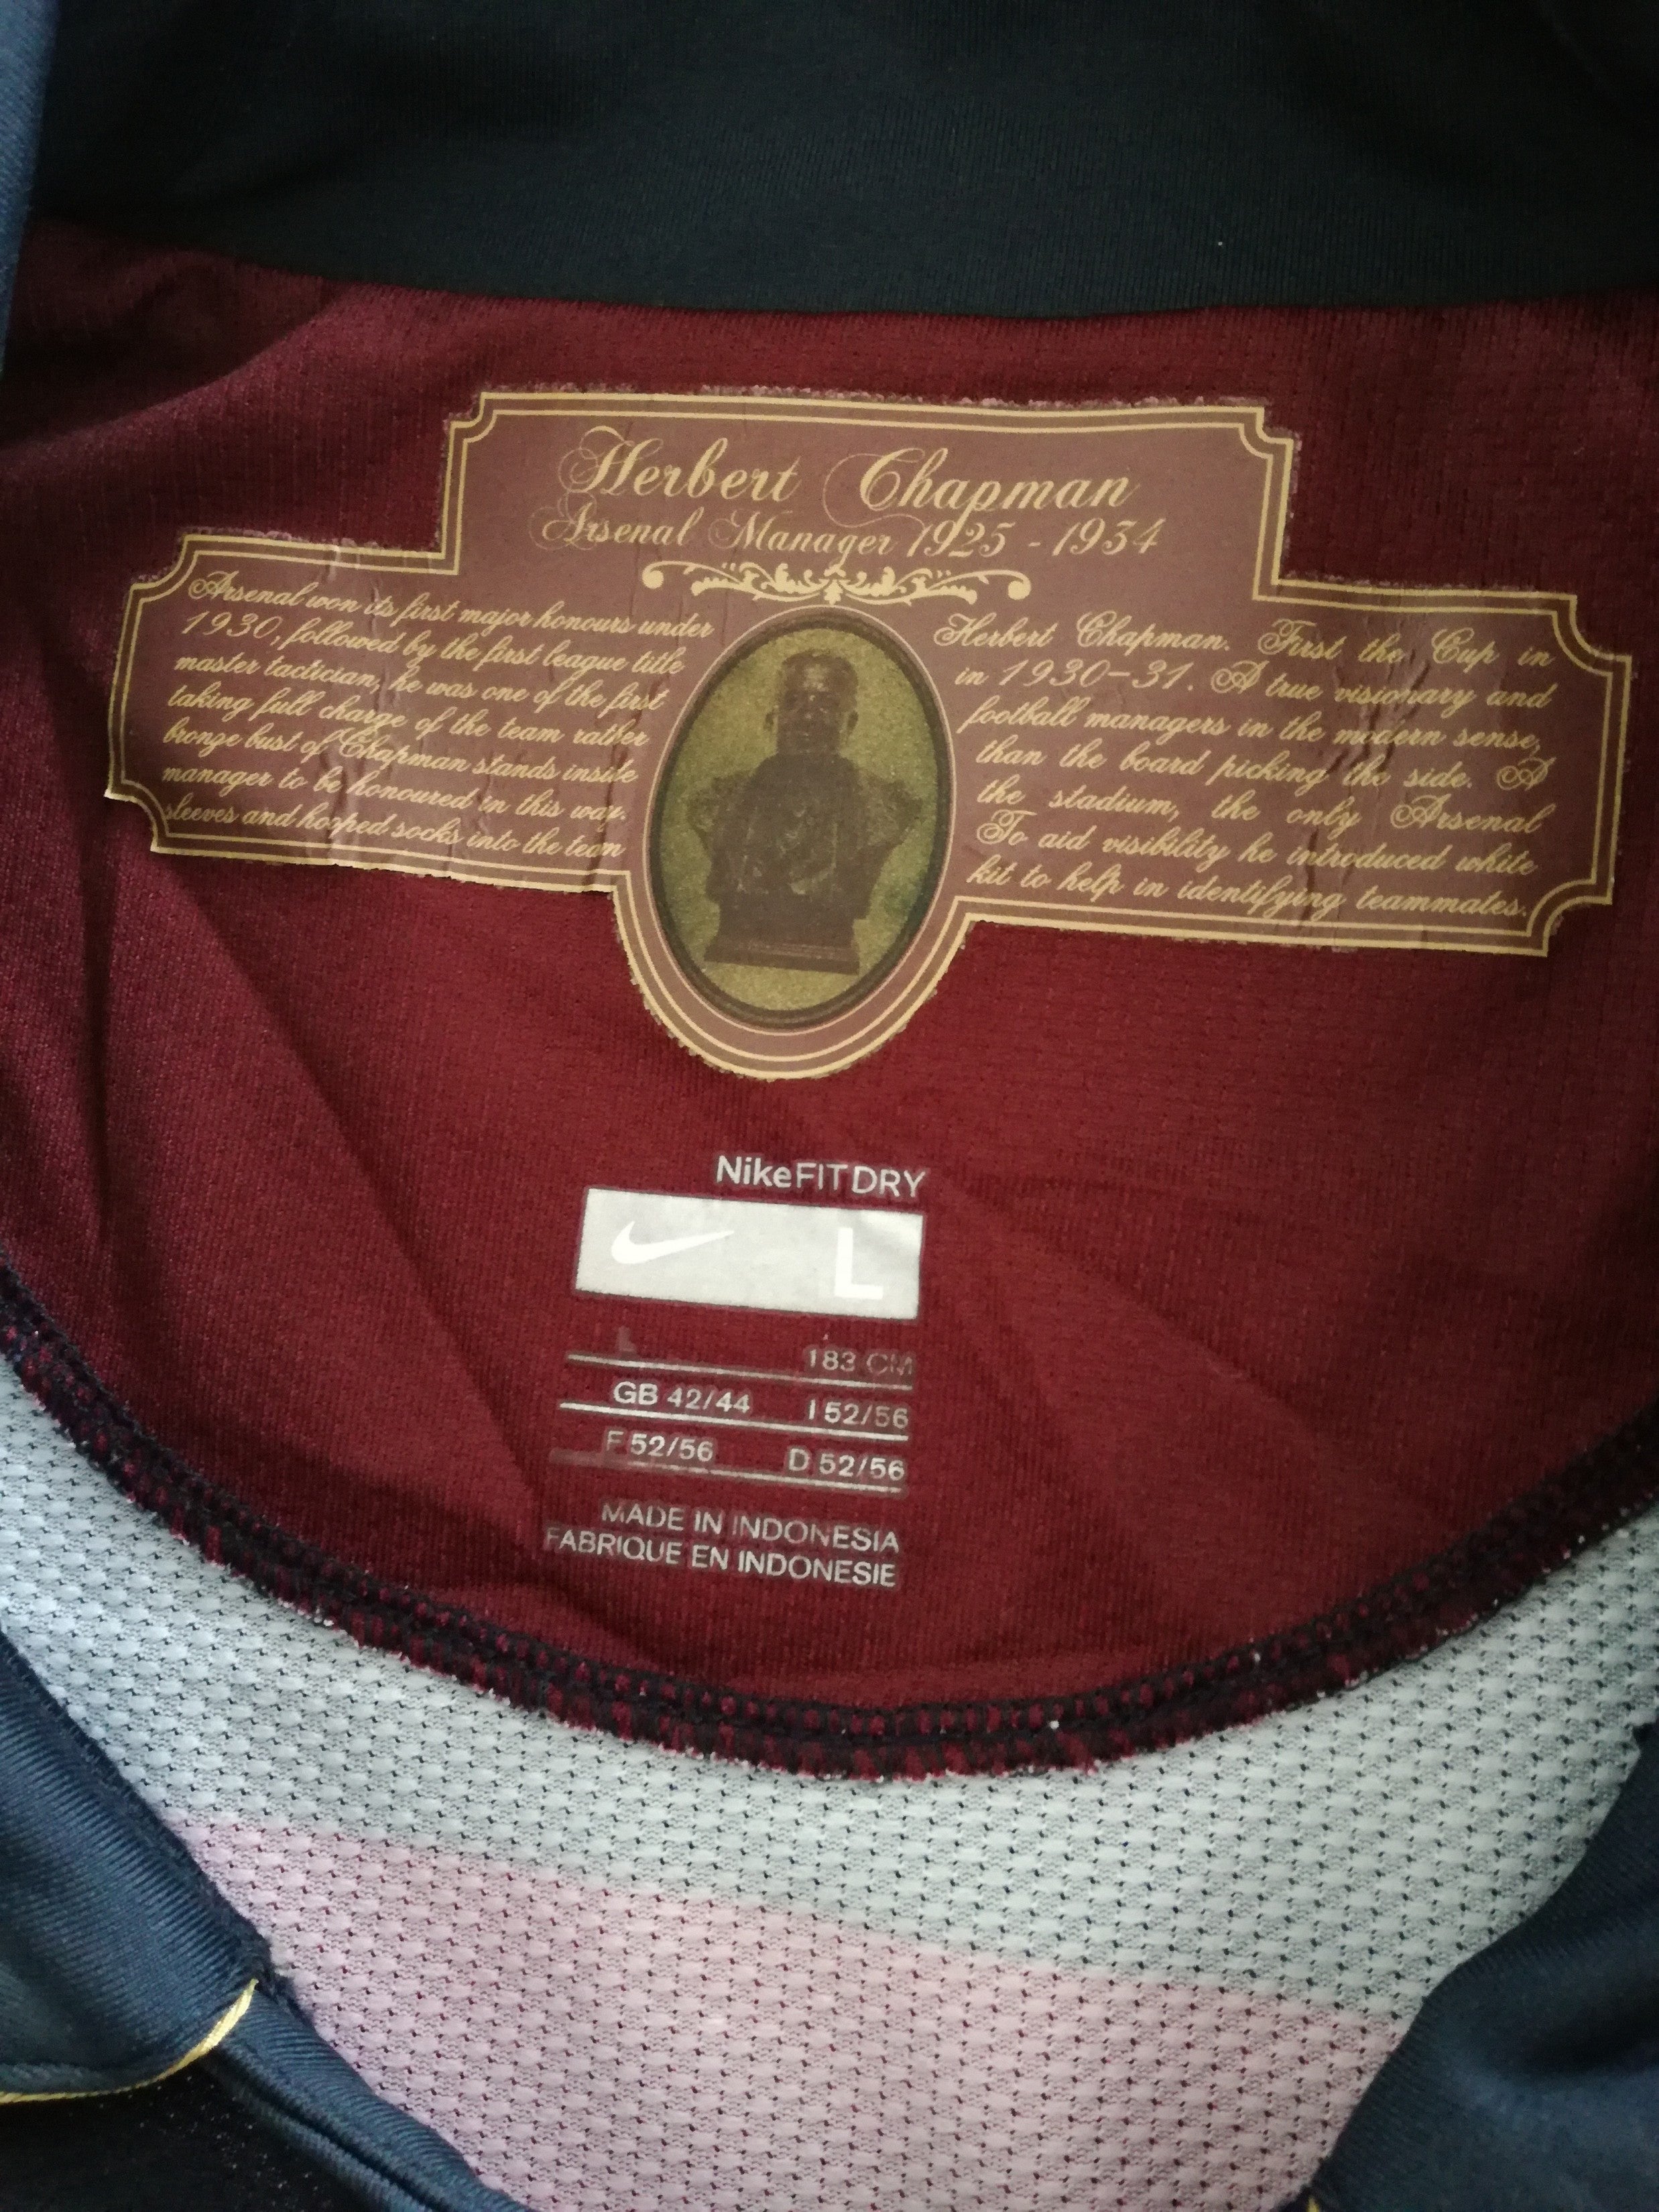 Herbert Chapman
Arsenal Manager 1925 - 1934
Arsenal won its first major honours under Herbert Chapman. First the Cup in
1930, followed by the first league title in 1930-31. A true visionary and
master tactician, he was one of the first football managers in the modern sense,
taking full charge of the team rather than the board picking the side. A
bronze bust of Chapman stands inside the stadium, the only Arsenal
manager to be honoured in this way. To aid visibility he introduced white
sleeves and hooped socks into the team kit to help in identifying teammates.
NikeFIT DRY
L
L 183 CM
GB 42/44 I 52/56
F 52/56 D 52/56
MADE IN INDONESIA
FABRIQUE EN INDONESIE